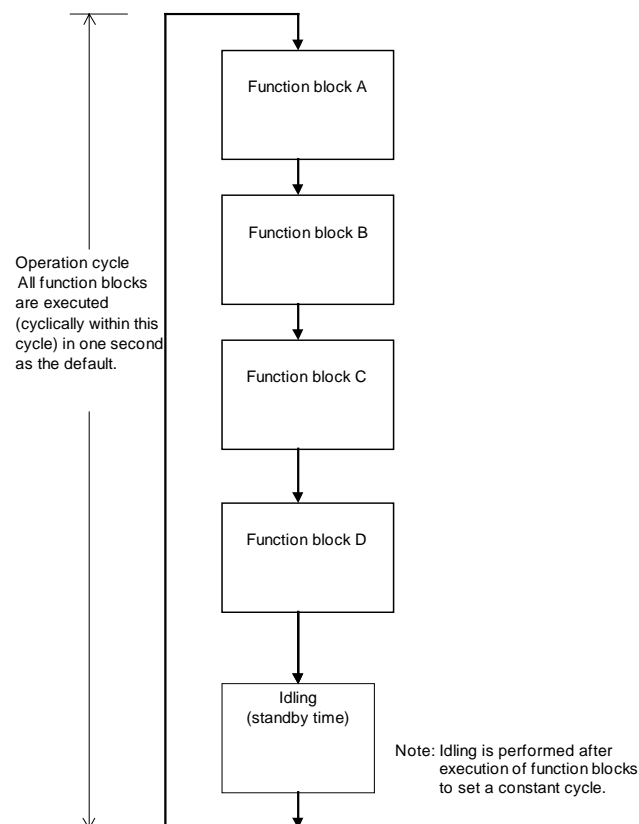 Function block A
Function block B
Operation cycle
All function blocks
are executed
(cyclically within this
cycle) in one second
as the default.
Function block C
Function block D
Idling
(standby time)
Note: Idling is performed after
execution of function blocks
to set a constant cycle.